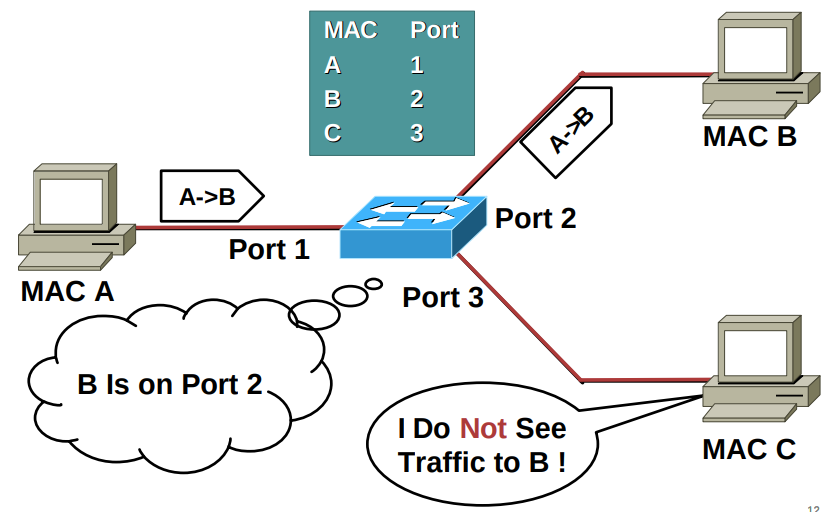 MAC Port
A 1
B 2
C 3
MAC B
A->B
A->B
Port 2
Port 1
MAC A
Port 3
B Is on Port 2
I Do Not See
Traffic to B !
MAC C
12